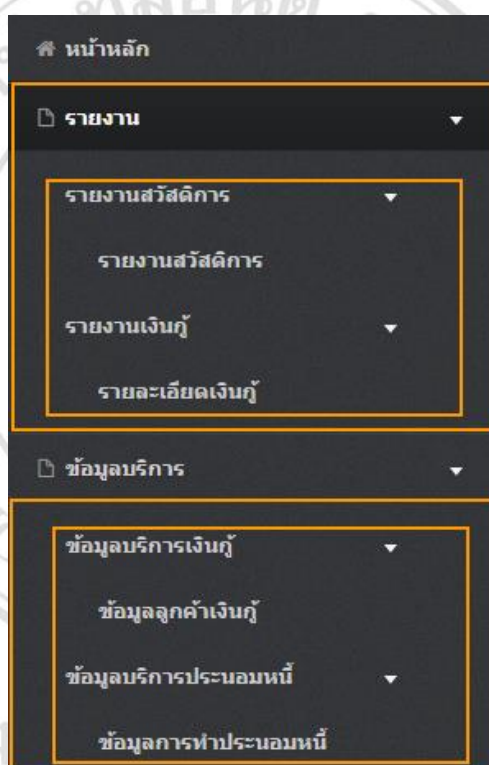 หน้าหลัก
รายงาน
รายงานสวัสดิการ
รายงานสวัสดิการ
รายงานเงินกู้
รายละเอียดเงินกู้
ข้อมูลบริการ
ข้อมูลบริการเงินกู้
ข้อมูลลูกค้าเงินกู้
ข้อมูลบริการประนอมหนี้
ข้อมูลการทำประนอมหนี้